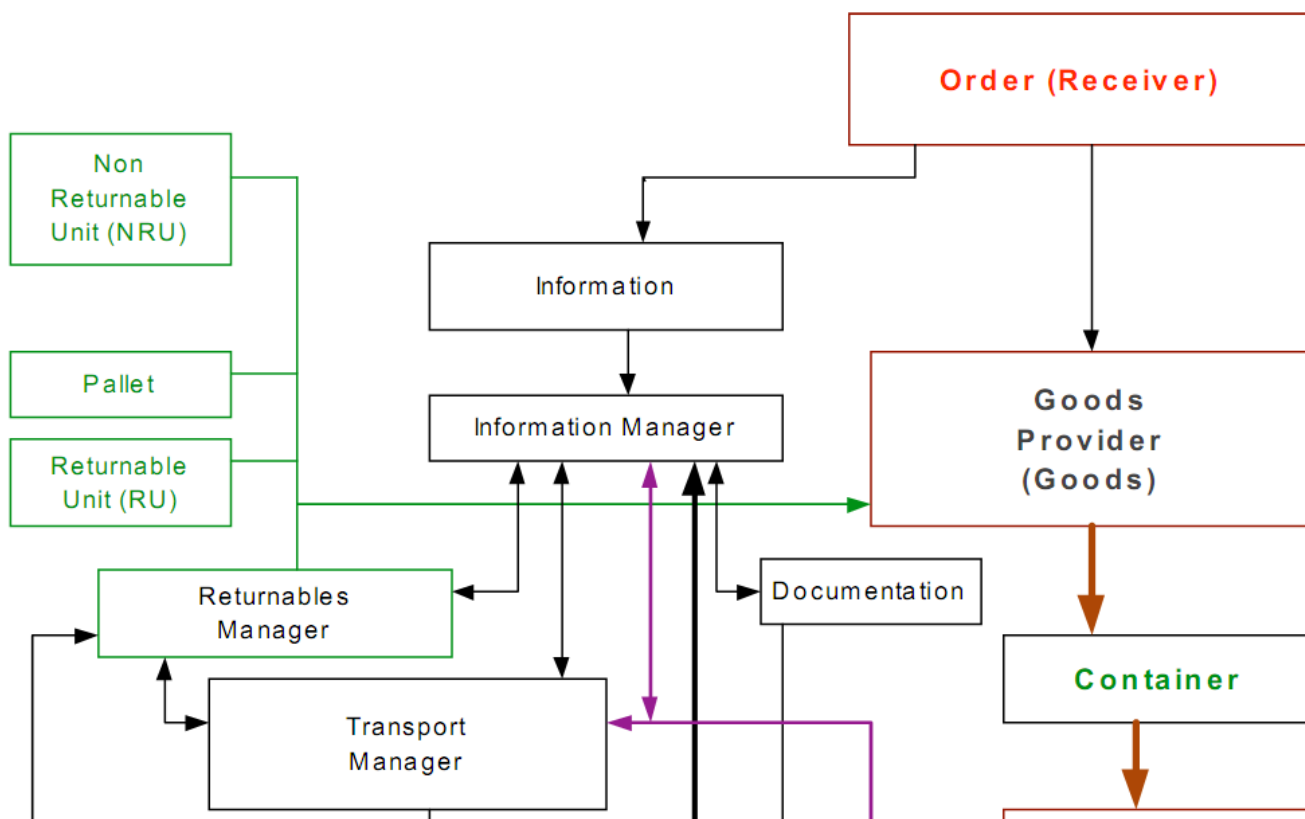 Order (Receiver)
Non
Returnable
Unit (NRU)
Information
Pallet
Information Manager
Goods
Provider
(Goods)
Returnable
Unit (RU)
Returnables
Manager
Documentation
Container
Transport
Manager